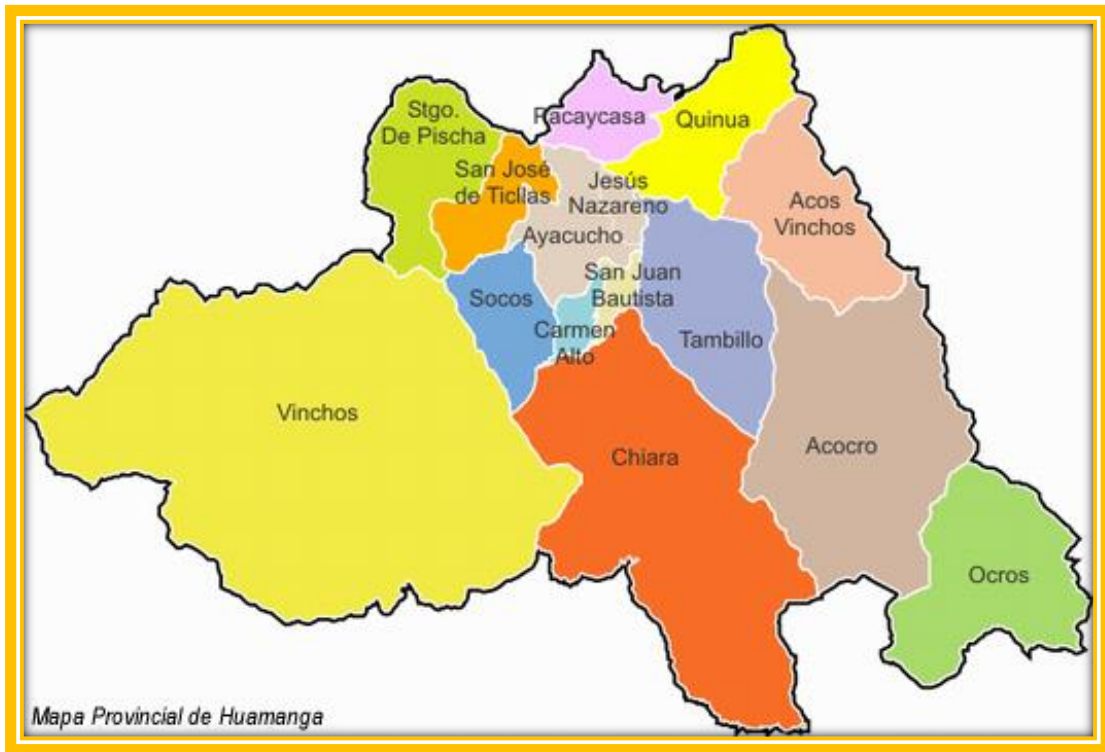 Stgo.
De Pischa
Pacaycasa
Quinua
San José
de Ticllas
Jesús
Nazareno
Acos
Vinchos
Ayacucho
San Juan
Bautista
Socos
Carmen
Alto
Tambillo
Vinchos
Chiara
Acocro
Ocros
Mapa Provincial de Huamanga